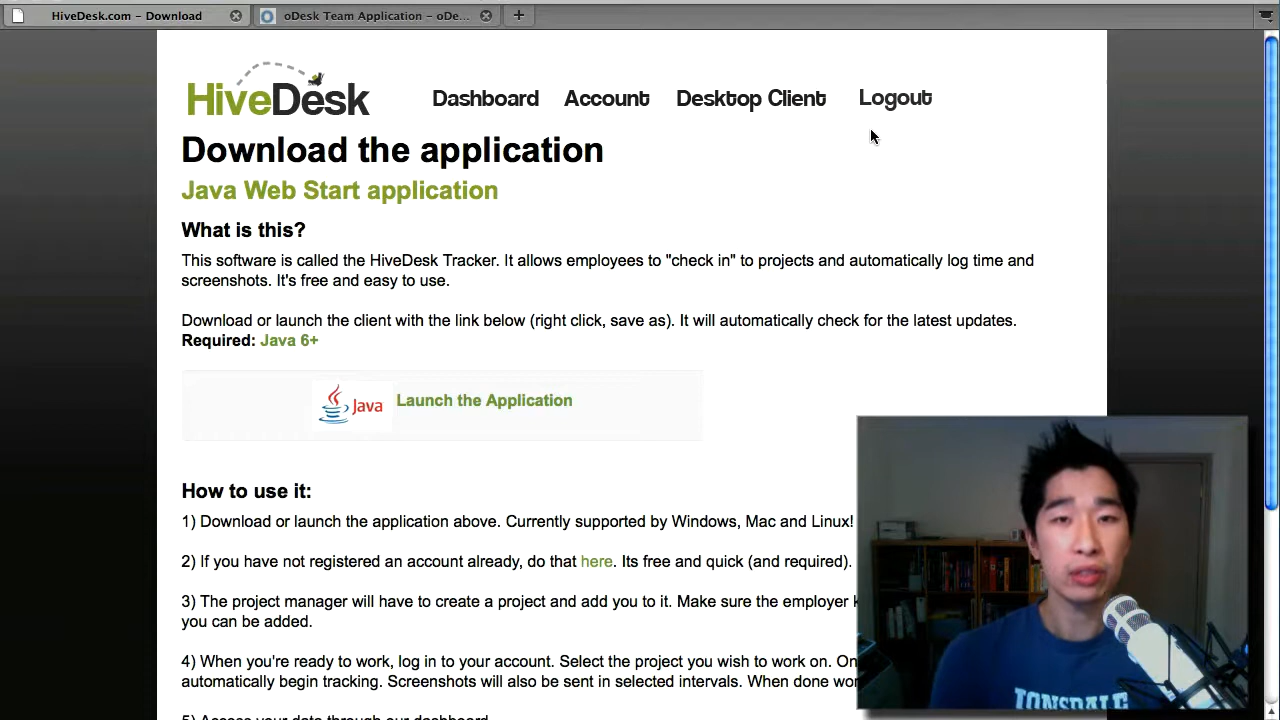 HiveDesk.com – Download
oDesk Team Application – oDe...
HiveDesk
Dashboard Account Desktop Client Logout
Download the application
Java Web Start application
What is this?
This software is called the HiveDesk Tracker. It allows employees to "check in" to projects and automatically log time and
screenshots. It's free and easy to use.
Download or launch the client with the link below (right click, save as). It will automatically check for the latest updates.
Required: Java 6+
Java Launch the Application
How to use it:
1) Download or launch the application above. Currently supported by Windows, Mac and Linux!
2) If you have not registered an account already, do that here. Its free and quick (and required).
3) The project manager will have to create a project and add you to it. Make sure the employer k
you can be added.
4) When you're ready to work, log in to your account. Select the project you wish to work on. On
automatically begin tracking. Screenshots will also be sent in selected intervals. When done wor
5) Access your data through our dashboard
LONSDALE